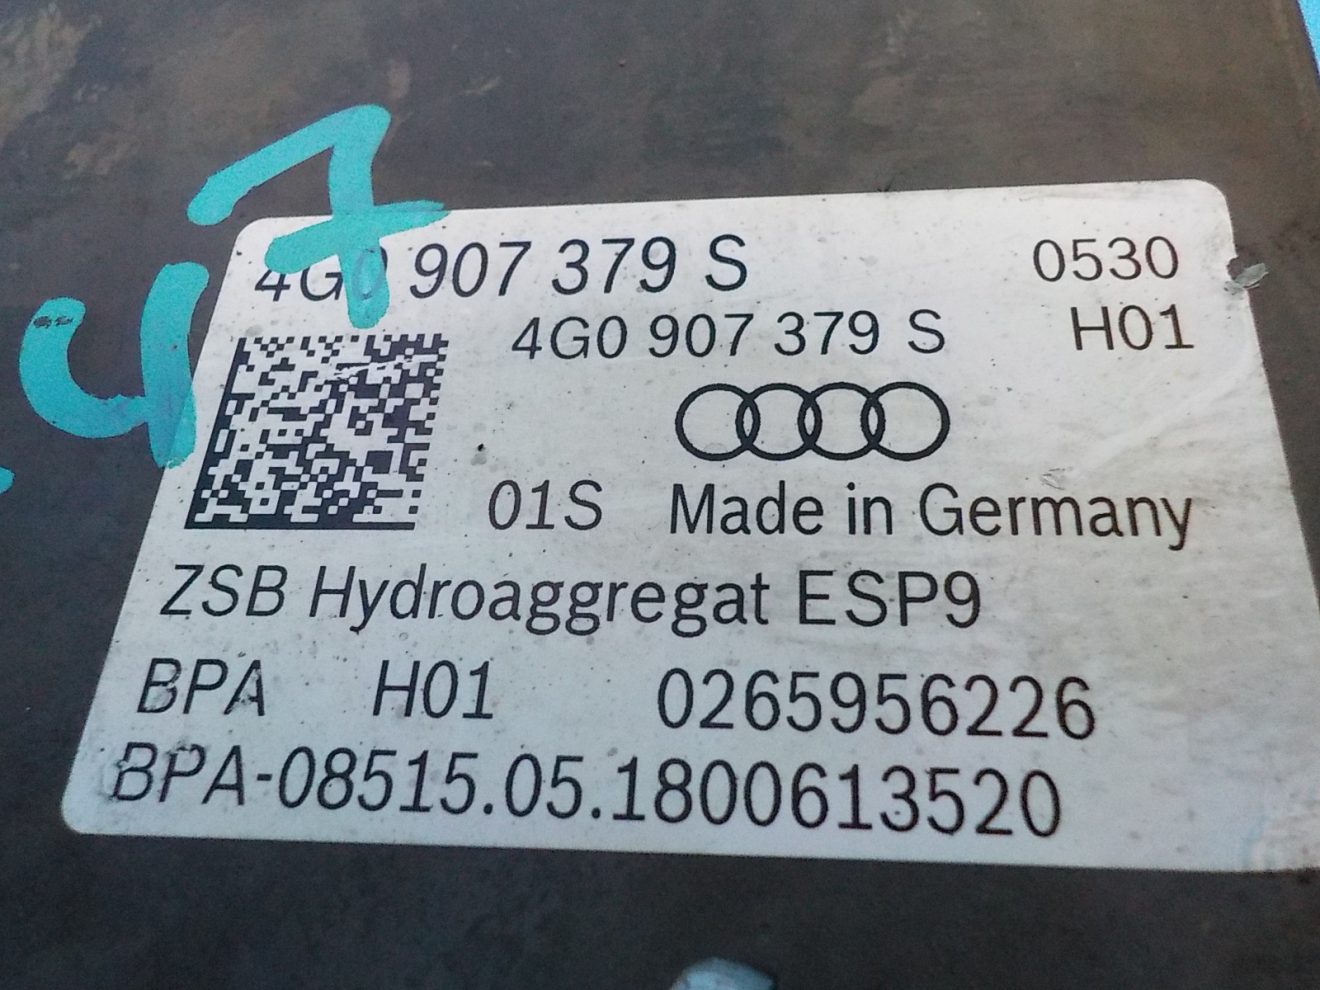 47
4G0 907 379 S 0530
4G0 907 379 S H01
01S Made in Germany
ZSB Hydroaggregat ESP9
BPA H01 0265956226
BPA-08515.05.1800613520